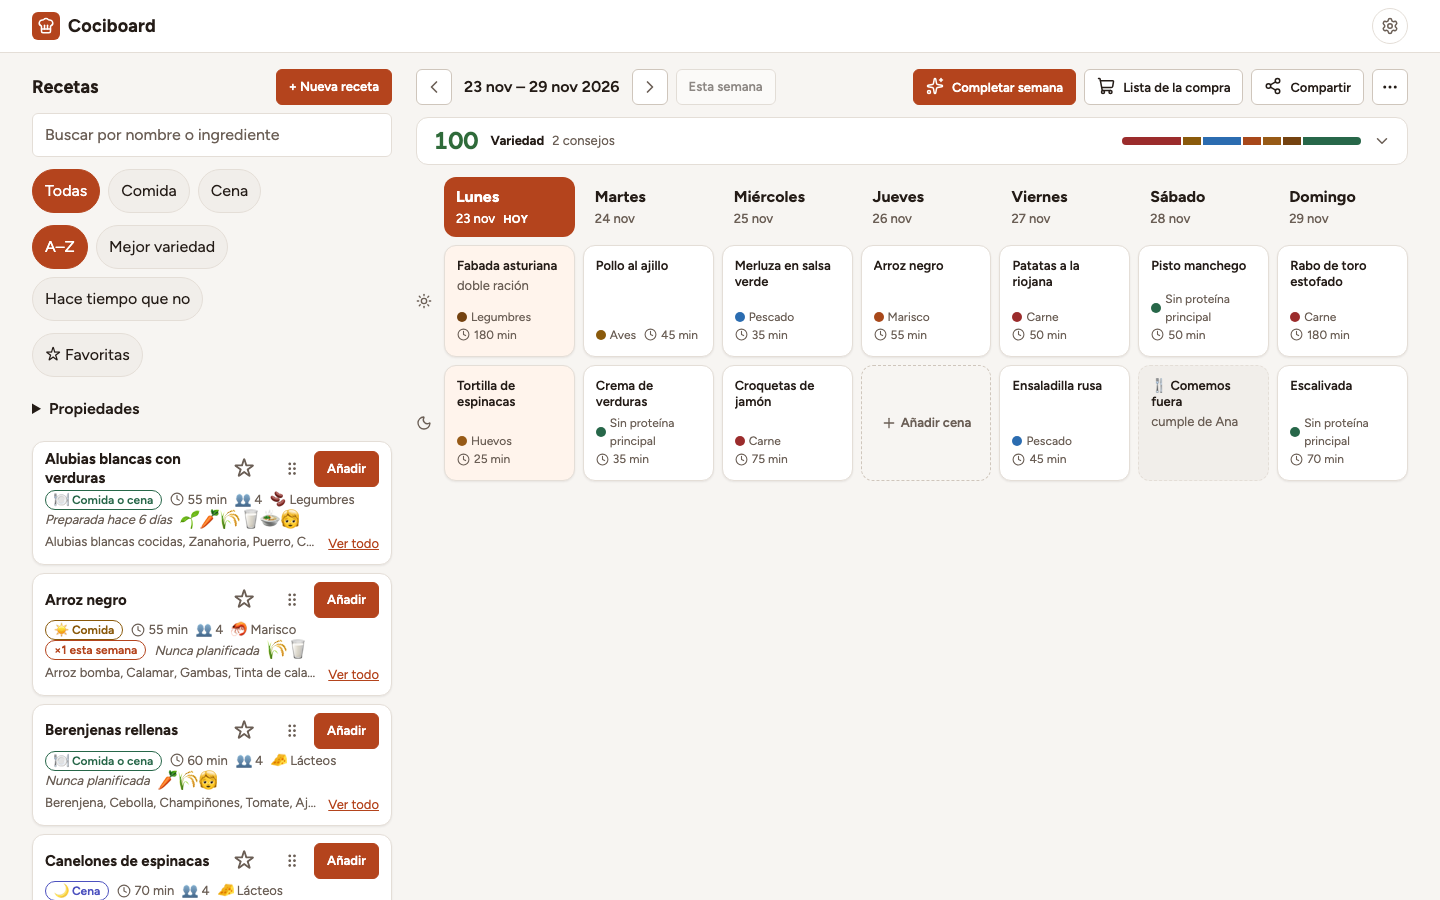 Cociboard
Recetas
+ Nueva receta
Buscar por nombre o ingrediente
Todas
Comida
Cena
A–Z
Mejor variedad
Hace tiempo que no
Favoritas
Propiedades
Alubias blancas con
verduras
Añadir
Comida o cena
55 min
4
Legumbres
Preparada hace 6 días
Alubias blancas cocidas, Zanahoria, Puerro, C...
Ver todo
Arroz negro
Añadir
Comida
55 min
4
Marisco
×1 esta semana
Nunca planificada
Arroz bomba, Calamar, Gambas, Tinta de cala...
Ver todo
Berenjenas rellenas
Añadir
Comida o cena
60 min
4
Lácteos
Nunca planificada
Berenjena, Cebolla, Champiñones, Tomate, Aj...
Ver todo
Canelones de espinacas
Añadir
Cena
70 min
4
Lácteos
23 nov – 29 nov 2026
Esta semana
Completar semana
Lista de la compra
Compartir
100 Variedad 2 consejos
Lunes
23 nov HOY
Martes
24 nov
Miércoles
25 nov
Jueves
26 nov
Viernes
27 nov
Sábado
28 nov
Domingo
29 nov
Fabada asturiana
doble ración
Legumbres
180 min
Pollo al ajillo
Aves 45 min
Merluza en salsa
verde
Pescado
35 min
Arroz negro
Marisco
55 min
Patatas a la
riojana
Carne
50 min
Pisto manchego
Sin proteína
principal
50 min
Rabo de toro
estofado
Carne
180 min
Tortilla de
espinacas
Huevos
25 min
Crema de
verduras
Sin proteína
principal
35 min
Croquetas de
jamón
Carne
75 min
+ Añadir cena
Ensaladilla rusa
Pescado
45 min
Comemos
fuera
cumple de Ana
Escalivada
Sin proteína
principal
70 min